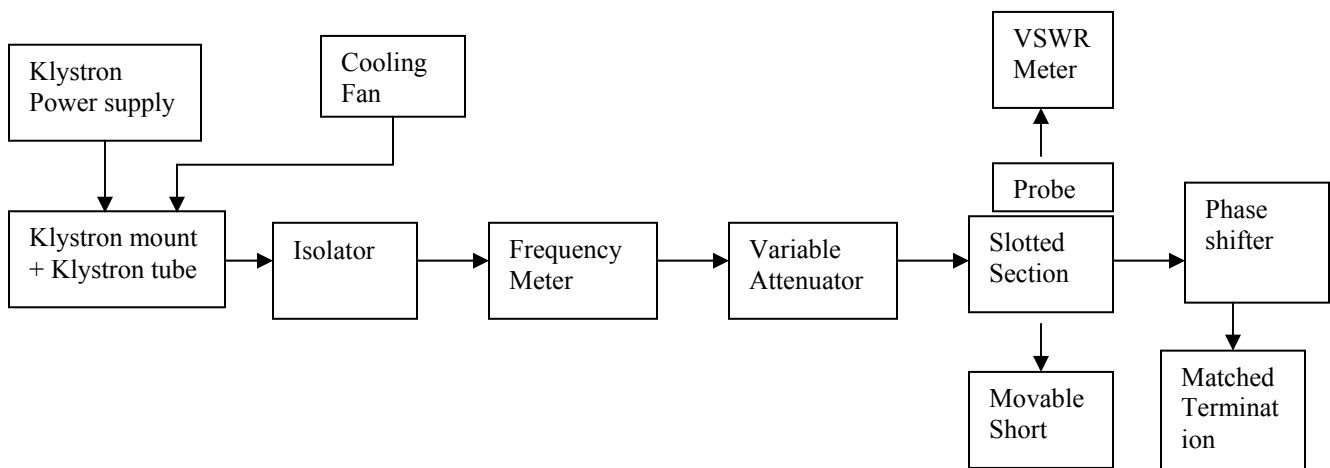 Klystron
Power supply
Cooling
Fan
VSWR
Meter
Probe
Klystron mount
+ Klystron tube
Isolator
Frequency
Meter
Variable
Attenuator
Slotted
Section
Phase
shifter
Movable
Short
Matched
Terminat
ion